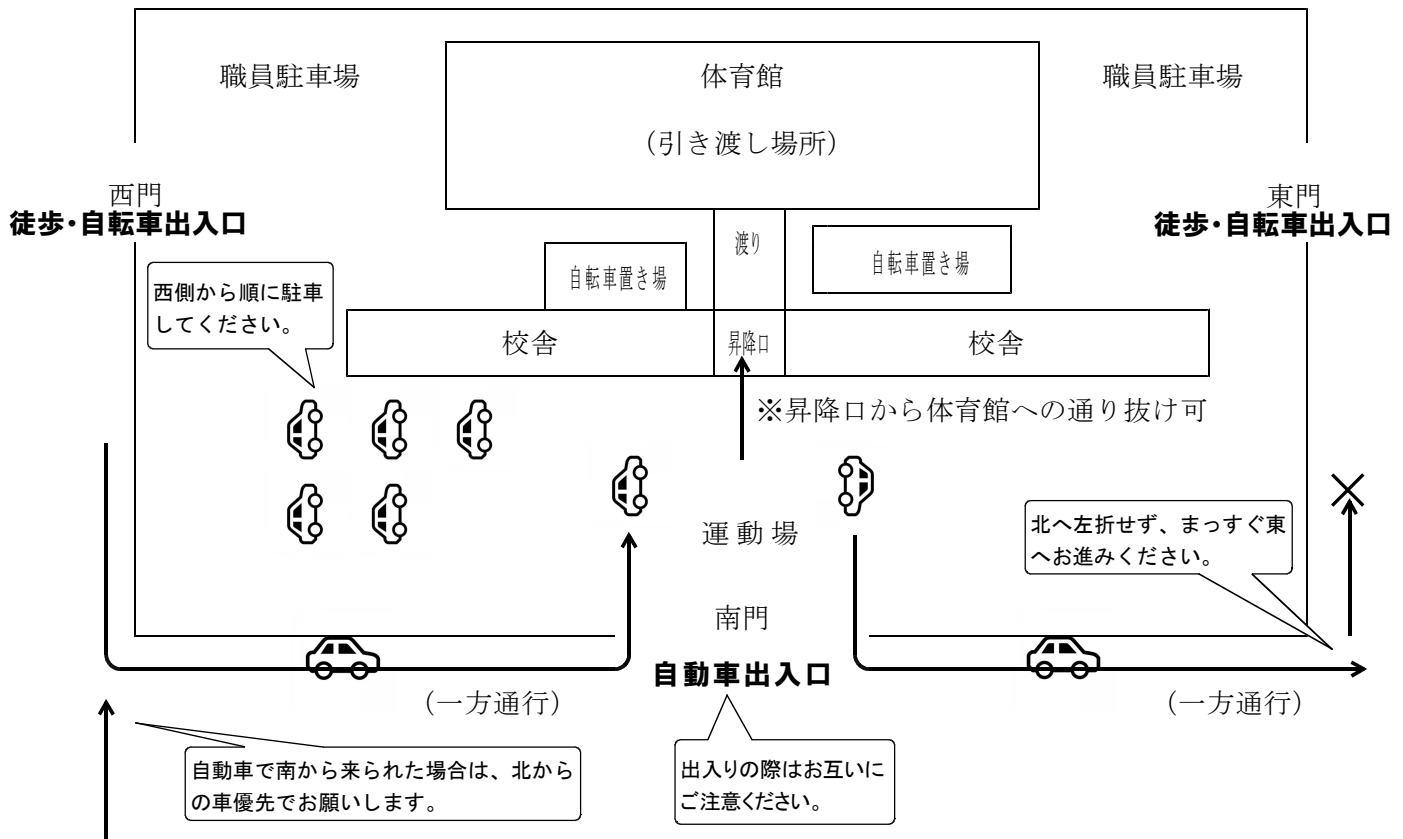 職員駐車場
体育館
職員駐車場
（引き渡し場所）
西門
徒歩・自転車出入口
東門
徒歩・自転車出入口
渡り
自転車置き場
自転車置き場
西側から順に駐車
してください。
校舎
昇降口
校舎
※昇降口から体育館への通り抜け可
運動場
北へ左折せず、まっすぐ東
へお進みください。
南門
自動車出入口
（一方通行）
（一方通行）
自動車で南から来られた場合は、北から
の車優先でお願いします。
出入りの際はお互いに
ご注意ください。